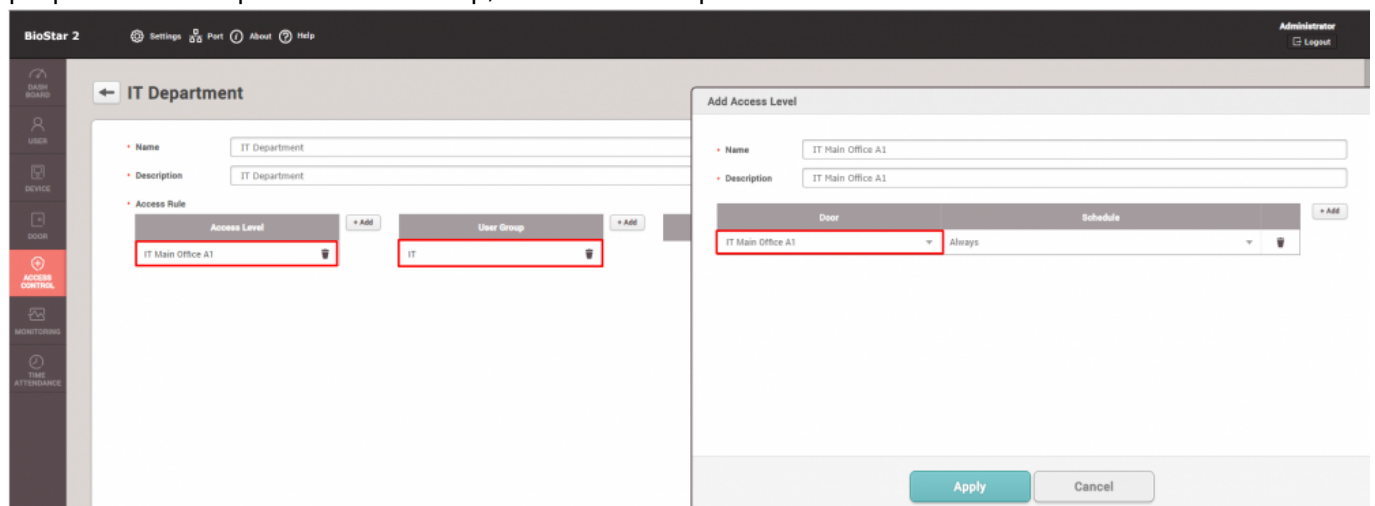 BioStar 2
Settings Port About Help
Administrator
Logout
DASH BOARD
USER
DEVICE
DOOR
ACCESS CONTROL
MONITORING
TIME ATTENDANCE
IT Department
Name IT Department
Description IT Department
Access Rule
Access Level + Add User Group + Add
IT Main Office A1 IT
Add Access Level
Name IT Main Office A1
Description IT Main Office A1
Door Schedule + Add
IT Main Office A1 Always
Apply Cancel